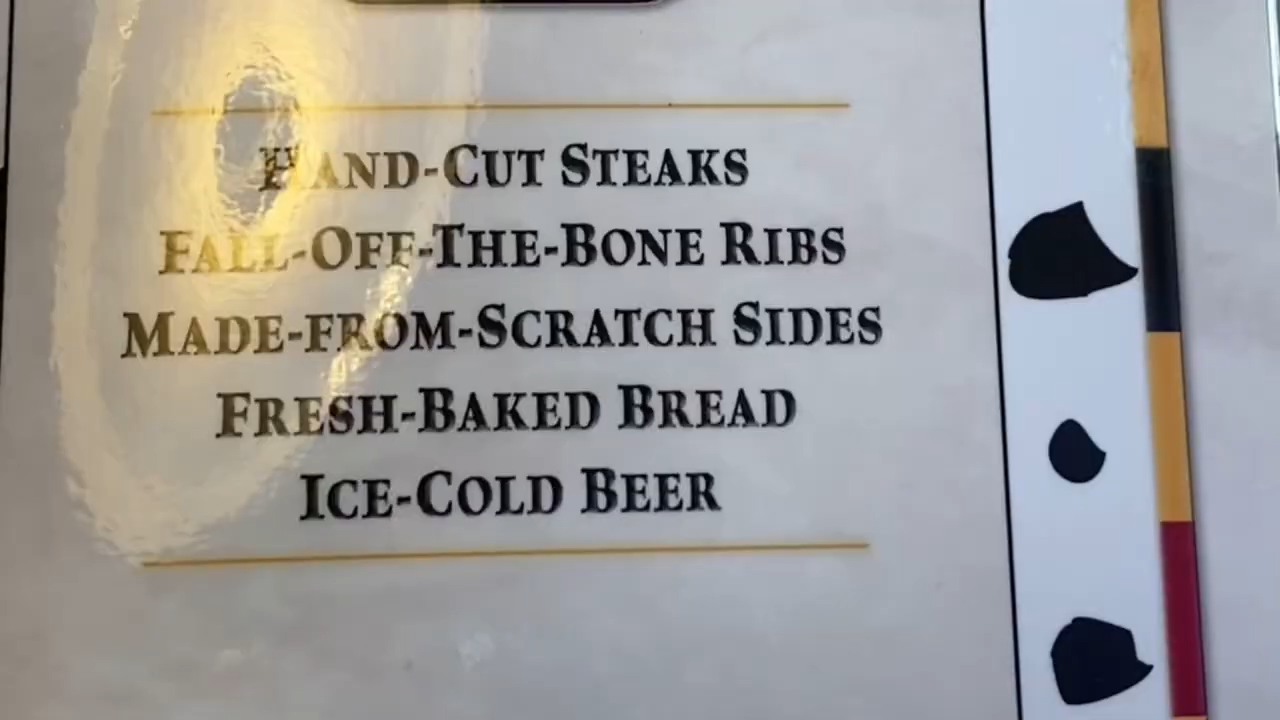 Hand-Cut Steaks
Fall-Off-The-Bone Ribs
Made-from-Scratch Sides
Fresh-Baked Bread
Ice-Cold Beer